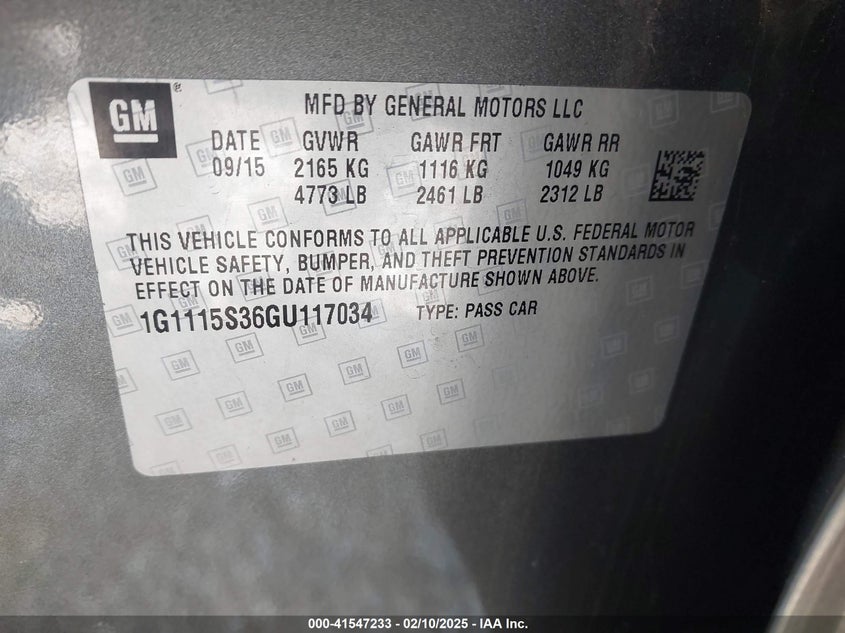 GM
MFD BY GENERAL MOTORS LLC
DATE GVWR GAWR FRT GAWR RR
09/15 2165 KG 1116 KG 1049 KG
4773 LB 2461 LB 2312 LB
THIS VEHICLE CONFORMS TO ALL APPLICABLE U.S. FEDERAL MOTOR
VEHICLE SAFETY, BUMPER, AND THEFT PREVENTION STANDARDS IN
EFFECT ON THE DATE OF MANUFACTURE SHOWN ABOVE.
1G1115S36GU117034 TYPE: PASS CAR
000-41547233 - 02/10/2025 - IAA Inc.